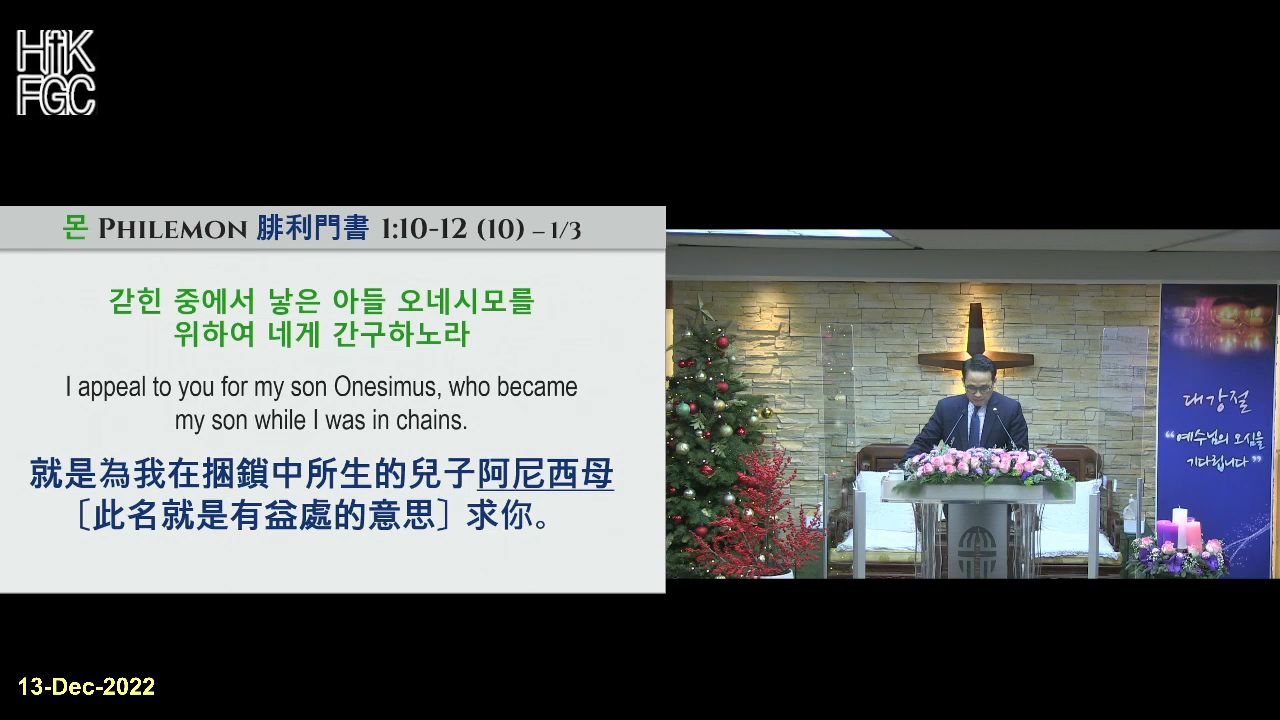 HfK
FGC
몬 PHILEMON 腓利門書 1:10-12 (10) – 1/3
갇힌 중에서 낳은 아들 오네시모를
위하여 네게 간구하노라
I appeal to you for my son Onesimus, who became
my son while I was in chains.
就是為我在捆鎖中所生的兒子阿尼西母
［此名就是有益處的意思］求你。
대강절
“예수님의 오심을
기다립니다”
13-Dec-2022